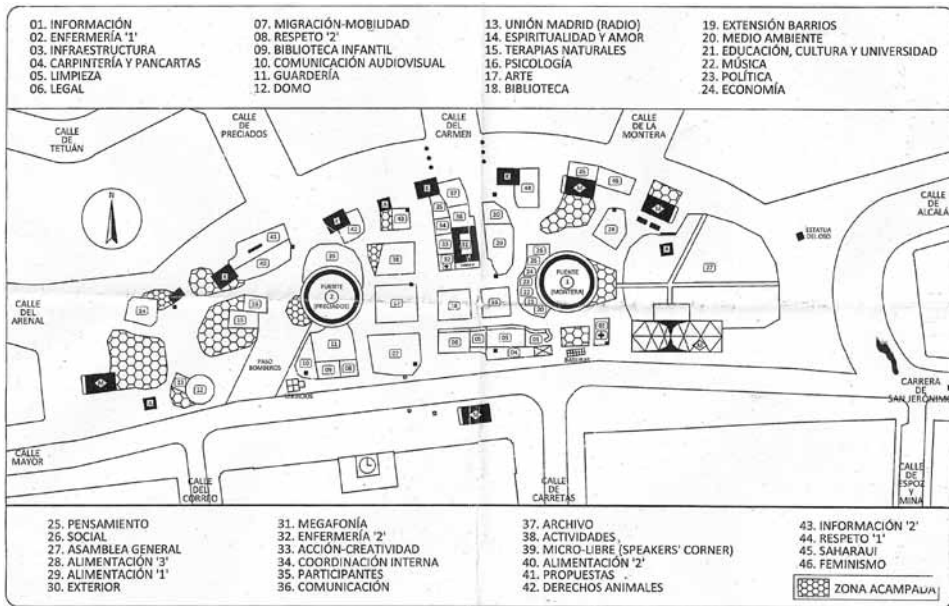 01. INFORMACIÓN
02. ENFERMERÍA '1'
03. INFRAESTRUCTURA
04. CARPINTERÍA Y PANCARTAS
05. LIMPIEZA
06. LEGAL
07. MIGRACIÓN-MOBILIDAD
08. RESPETO '2'
09. BIBLIOTECA INFANTIL
10. COMUNICACIÓN AUDIOVISUAL
11. GUARDERÍA
12. DOMO
13. UNIÓN MADRID (RADIO)
14. ESPIRITUALIDAD Y AMOR
15. TERAPIAS NATURALES
16. PSICOLOGÍA
17. ARTE
18. BIBLIOTECA
19. EXTENSIÓN BARRIOS
20. MEDIO AMBIENTE
21. EDUCACIÓN, CULTURA Y UNIVERSIDAD
22. MÚSICA
23. POLÍTICA
24. ECONOMÍA
CALLE
DE
TETUÁN
CALLE
DE
PRECIADOS
CALLE
DEL
CARMEN
CALLE
DE LA
MONTERA
CALLE
DE
ALCALÁ
N
ESTATUA
DEL OSO
FUENTE
2
(PRECIADOS)
FUENTE
1
(MONTERA)
CALLE
DEL
ARENAL
PASO
BOMBEROS
CARRERA
DE
SAN JERÓNIMO
CALLE
MAYOR
CALLE
DEL
CORREO
CALLE
DE
CARRETAS
CALLE
DE
ESPOZ
Y
MINA
25. PENSAMIENTO
26. SOCIAL
27. ASAMBLEA GENERAL
28. ALIMENTACIÓN '3'
29. ALIMENTACIÓN '1'
30. EXTERIOR
31. MEGAFONÍA
32. ENFERMERÍA '2'
33. ACCIÓN-CREATIVIDAD
34. COORDINACIÓN INTERNA
35. PARTICIPANTES
36. COMUNICACIÓN
37. ARCHIVO
38. ACTIVIDADES
39. MICRO-LIBRE (SPEAKERS' CORNER)
40. ALIMENTACIÓN '2'
41. PROPUESTAS
42. DERECHOS ANIMALES
43. INFORMACIÓN '2'
44. RESPETO '1'
45. SAHARAUI
46. FEMINISMO
ZONA ACAMPADA